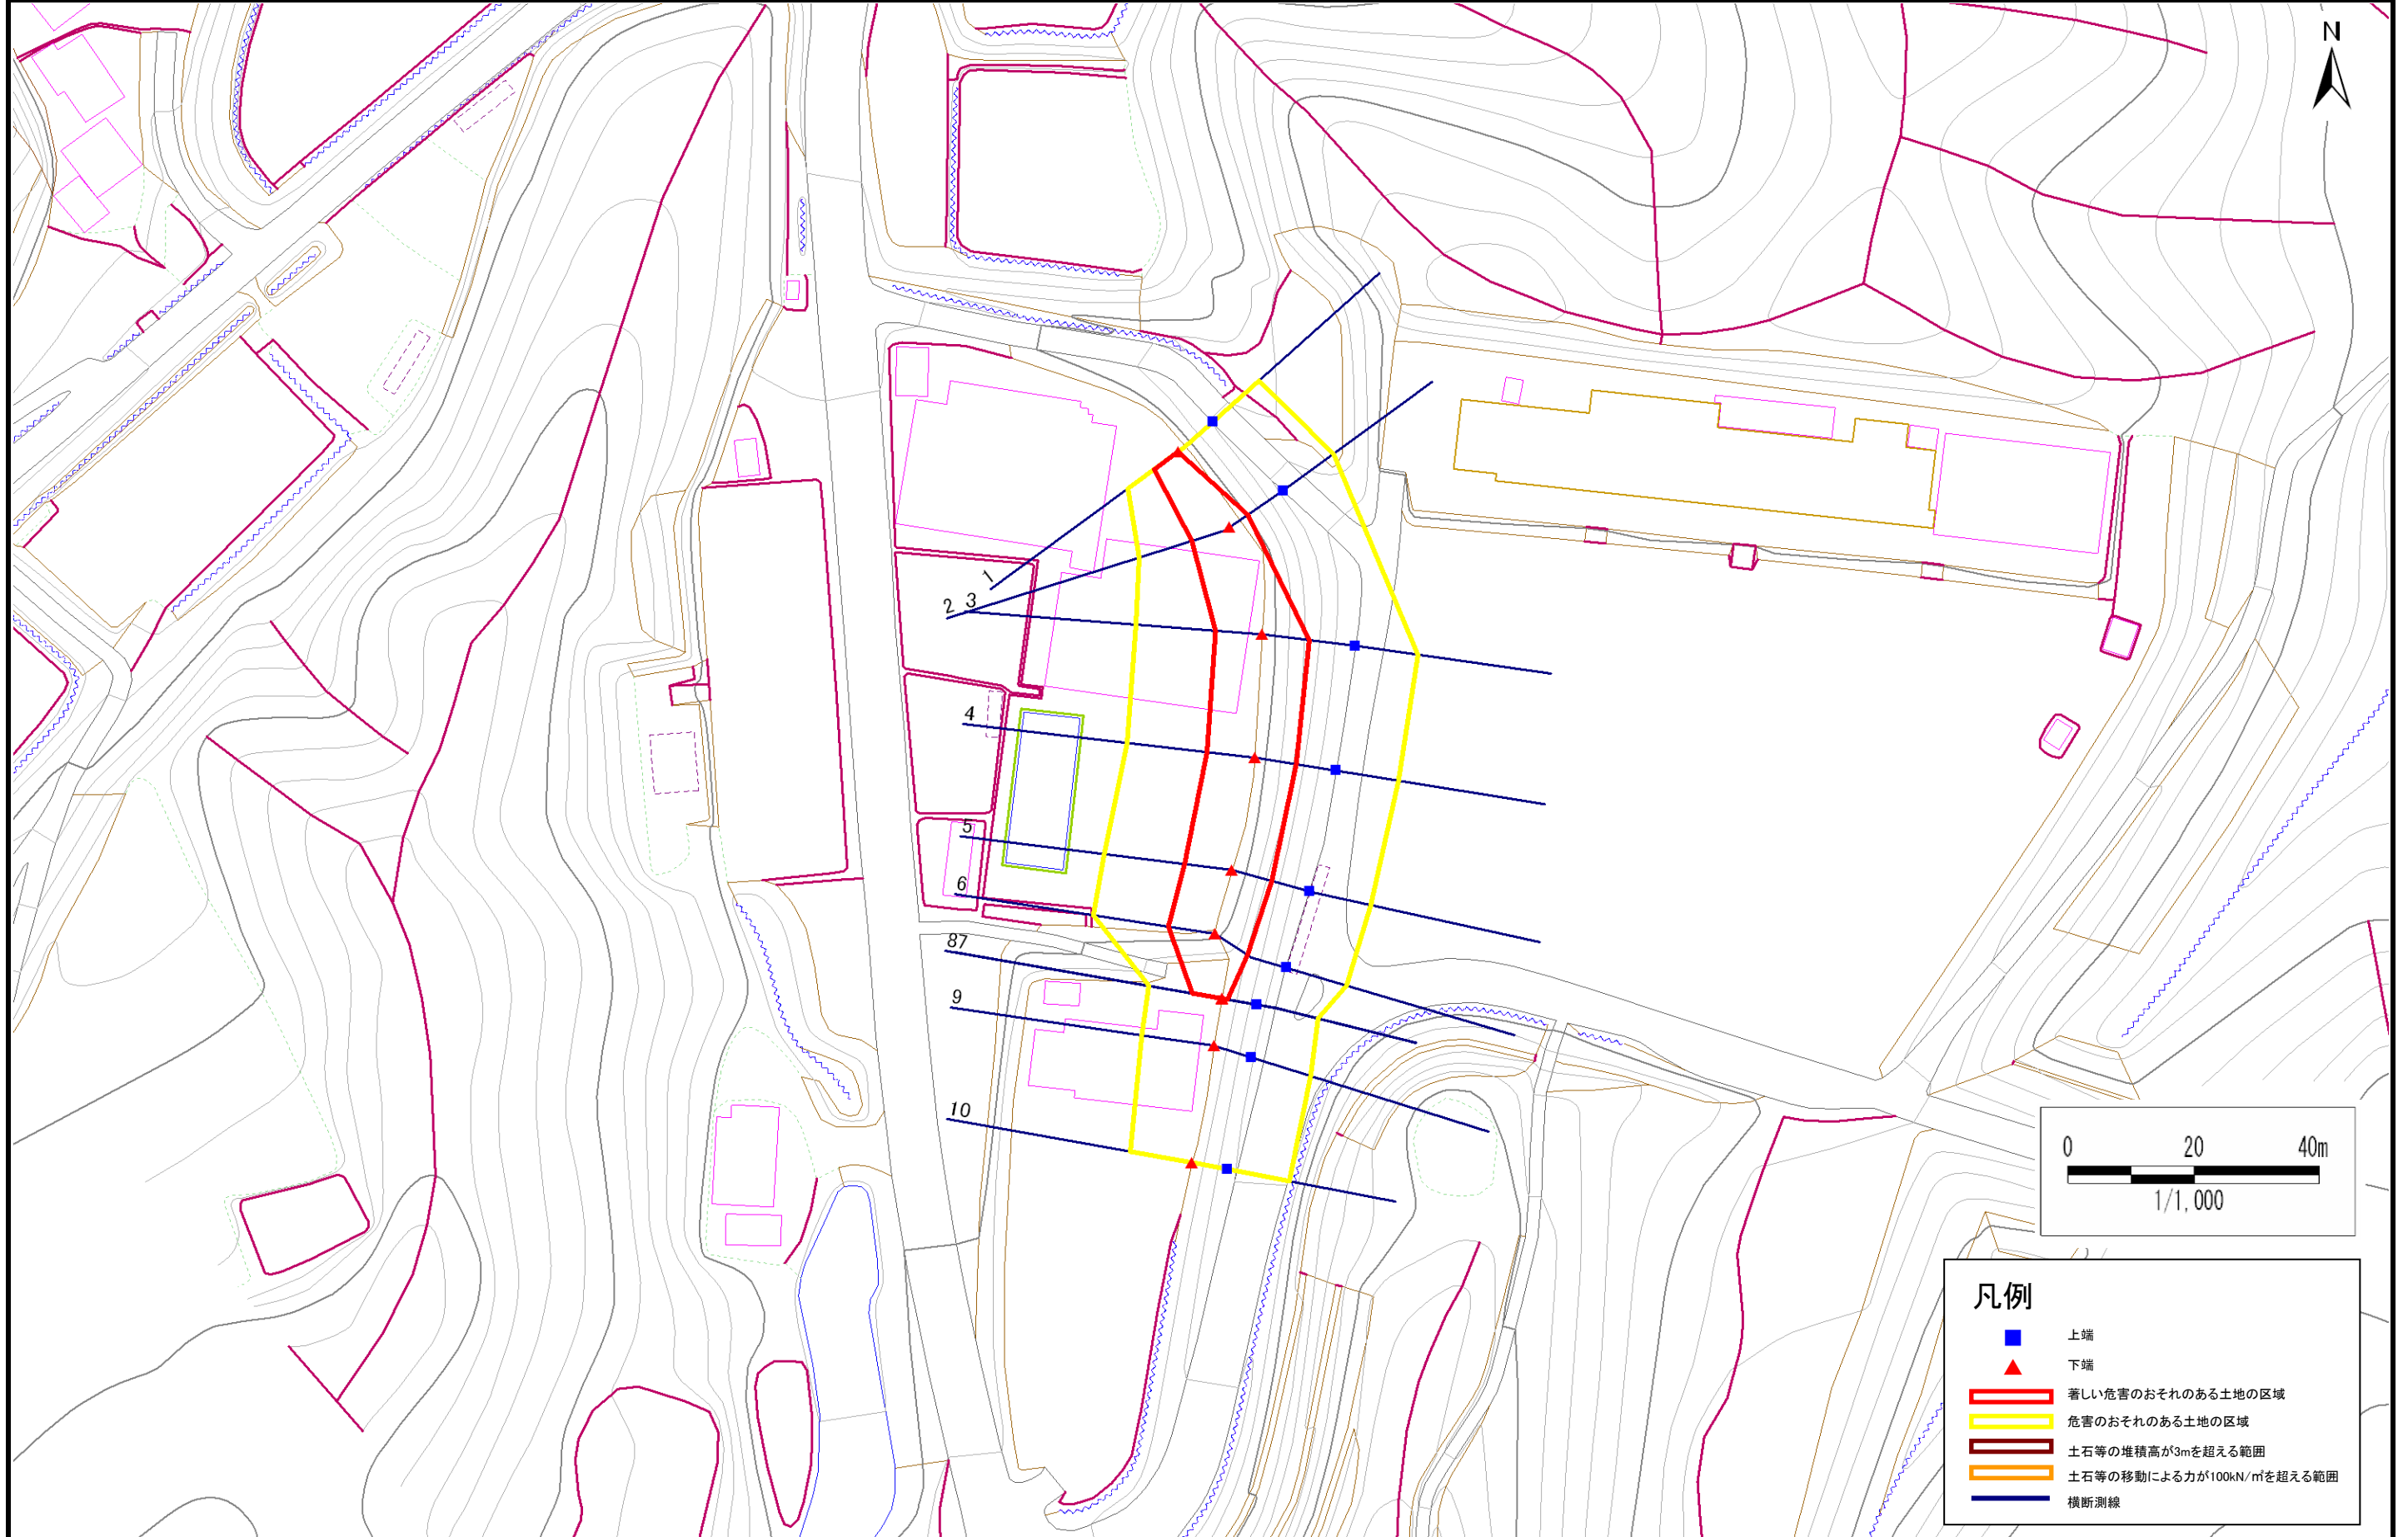 N
1
2
3
4
5
6
87
9
10
0 20 40m
1/1,000
凡例
上端
下端
著しい危害のおそれのある土地の区域
危害のおそれのある土地の区域
土石等の堆積高が3mを超える範囲
土石等の移動による力が100kN/㎡を超える範囲
横断測線